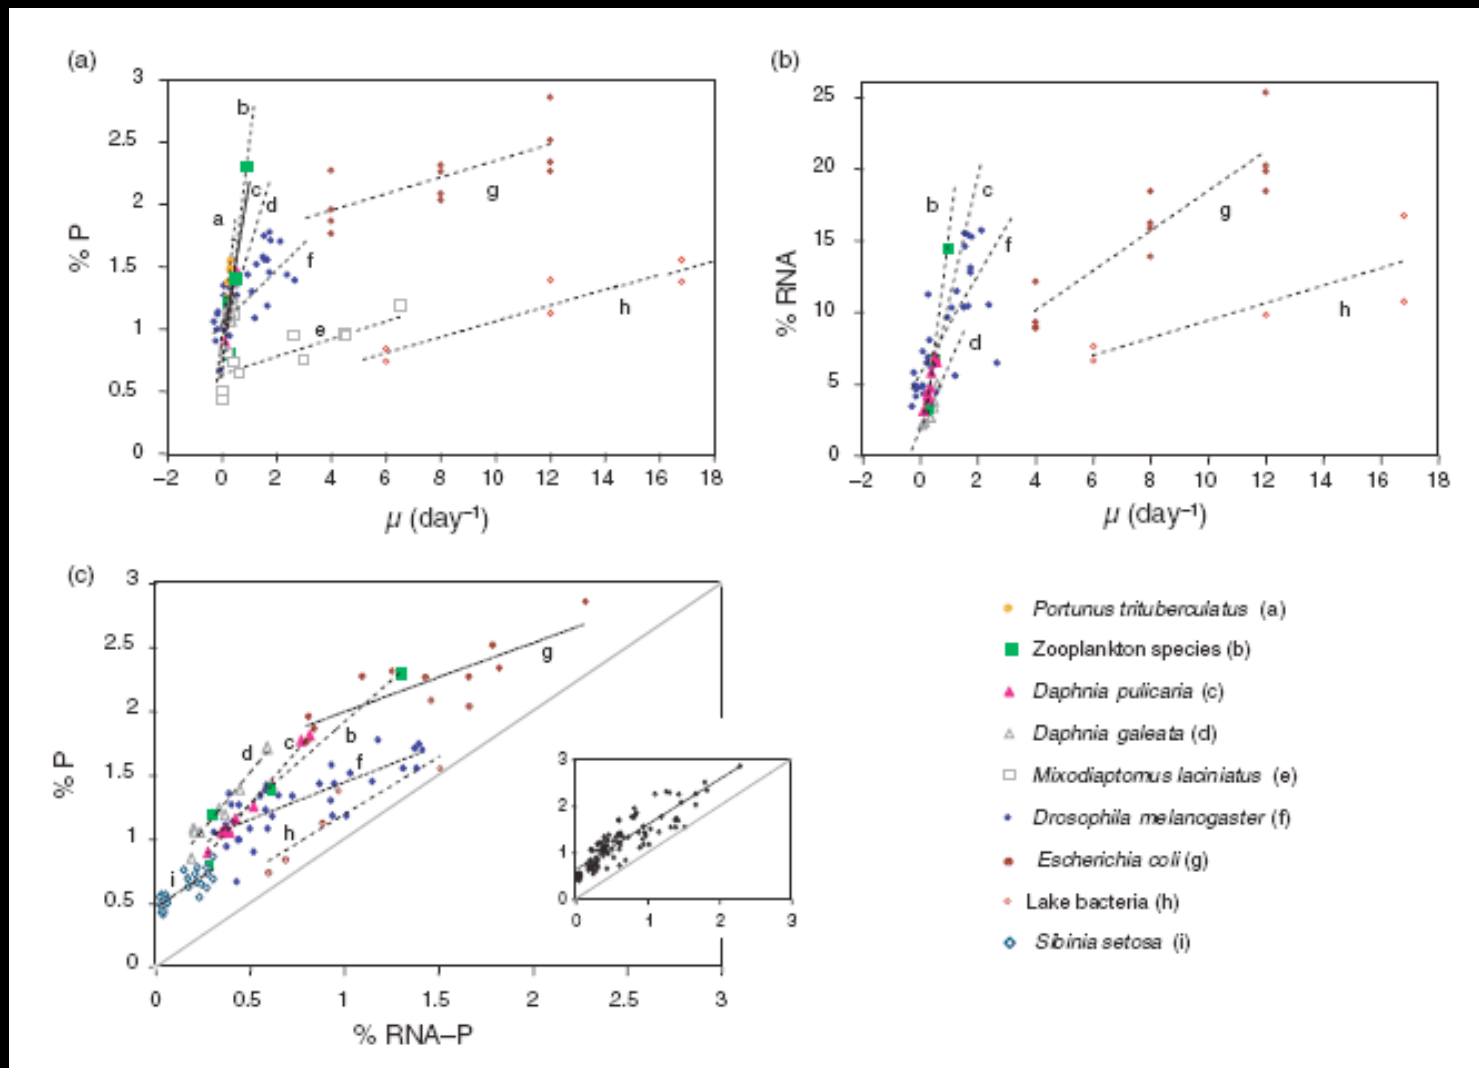 (a)
3
2.5
2
1.5
1
0.5
0
% P
−2 0 2 4 6 8 10 12 14 16 18
μ (day⁻¹)
a
b
c
d
e
f
g
h
(b)
25
20
15
10
5
0
% RNA
−2 0 2 4 6 8 10 12 14 16 18
μ (day⁻¹)
b
c
d
f
g
h
(c)
3
2.5
2
1.5
1
0.5
0
% P
0 0.5 1 1.5 2 2.5 3
% RNA–P
d
c
b
f
g
h
i
3
2
1
0
0 1 2 3
Portunus trituberculatus (a)
Zooplankton species (b)
Daphnia pulicaria (c)
Daphnia galeata (d)
Mixodiaptomus laciniatus (e)
Drosophila melanogaster (f)
Escherichia coli (g)
Lake bacteria (h)
Sibinia setosa (i)